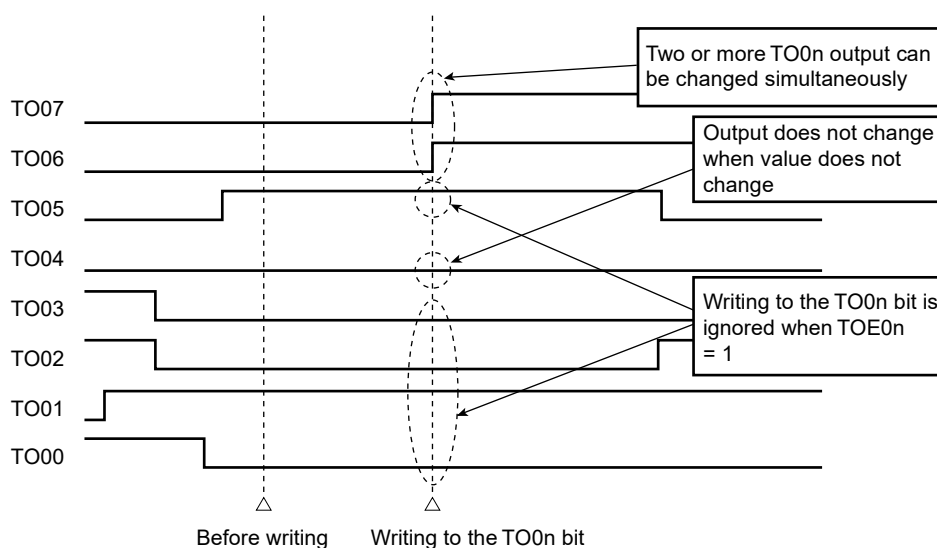 Two or more TO0n output can
be changed simultaneously
TO07
Output does not change
when value does not
change
TO06
TO05
TO04
Writing to the TO0n bit is
ignored when TOE0n
= 1
TO03
TO02
TO01
TO00
Before writing
Writing to the TO0n bit